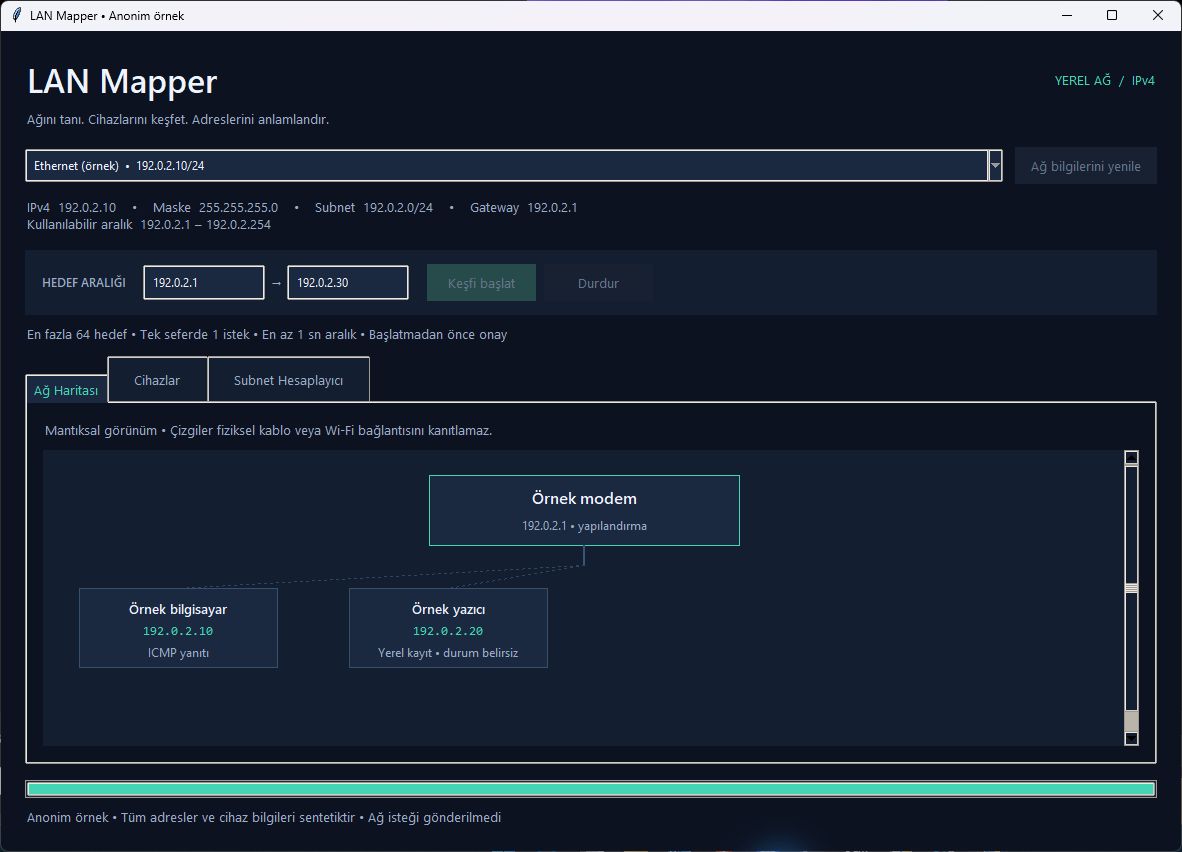 LAN Mapper • Anonim örnek
LAN Mapper
YEREL AĞ / IPv4
Ağını tanı. Cihazlarını keşfet. Adreslerini anlamlandır.
Ethernet (örnek) • 192.0.2.10/24
Ağ bilgilerini yenile
IPv4 192.0.2.10 • Maske 255.255.255.0 • Subnet 192.0.2.0/24 • Gateway 192.0.2.1
Kullanılabilir aralık 192.0.2.1 – 192.0.2.254
HEDEF ARALIĞI 192.0.2.1 → 192.0.2.30 Keşfi başlat Durdur
En fazla 64 hedef • Tek seferde 1 istek • En az 1 sn aralık • Başlatmadan önce onay
Ağ Haritası Cihazlar Subnet Hesaplayıcı
Mantıksal görünüm • Çizgiler fiziksel kablo veya Wi-Fi bağlantısını kanıtlamaz.
Örnek modem
192.0.2.1 • yapılandırma
Örnek bilgisayar
192.0.2.10
ICMP yanıtı
Örnek yazıcı
192.0.2.20
Yerel kayıt • durum belirsiz
Anonim örnek • Tüm adresler ve cihaz bilgileri sentetiktir • Ağ isteği gönderilmedi